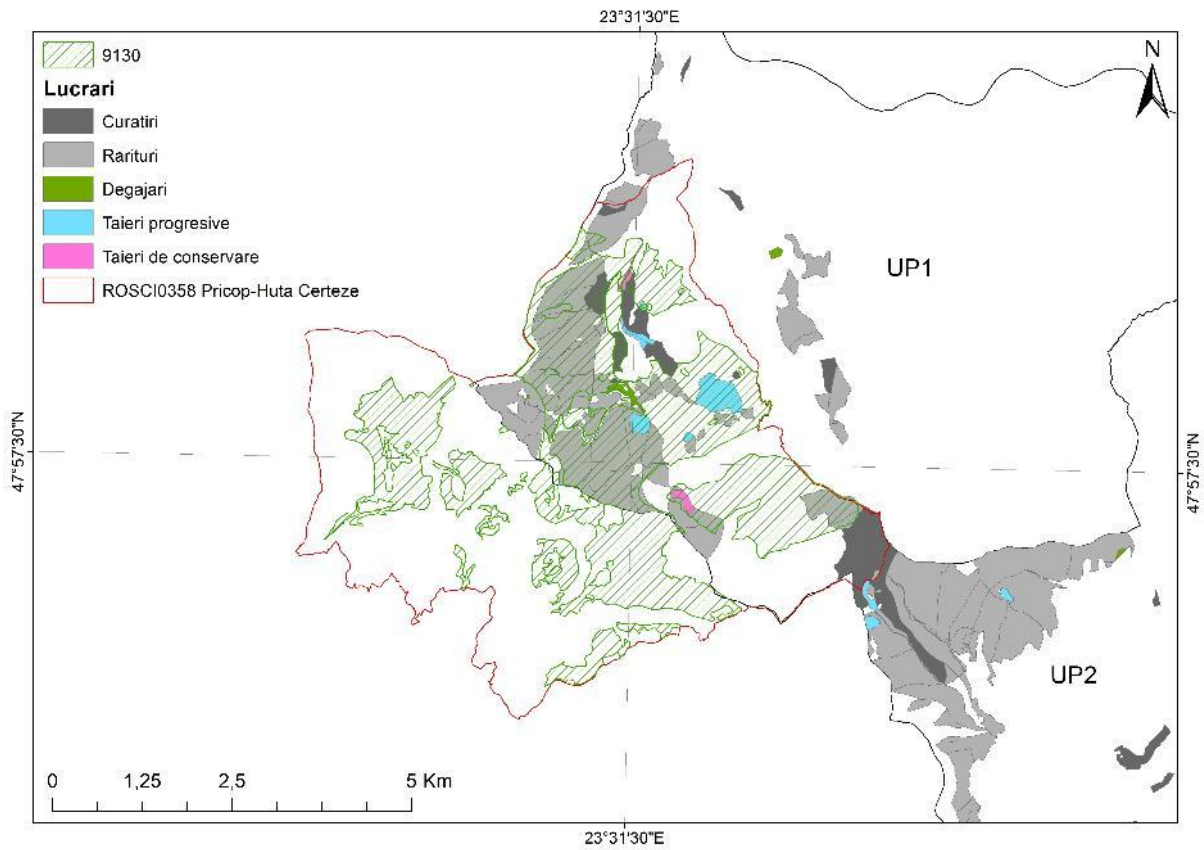 23°31'30"E
9130
N
Lucrari
Curatiri
Rarituri
Degajari
Taieri progresive
Taieri de conservare
ROSCI0358 Pricop-Huta Certeze
UP1
47°57'30"N
47°57'30"N
UP2
0 1,25 2,5 5 Km
23°31'30"E